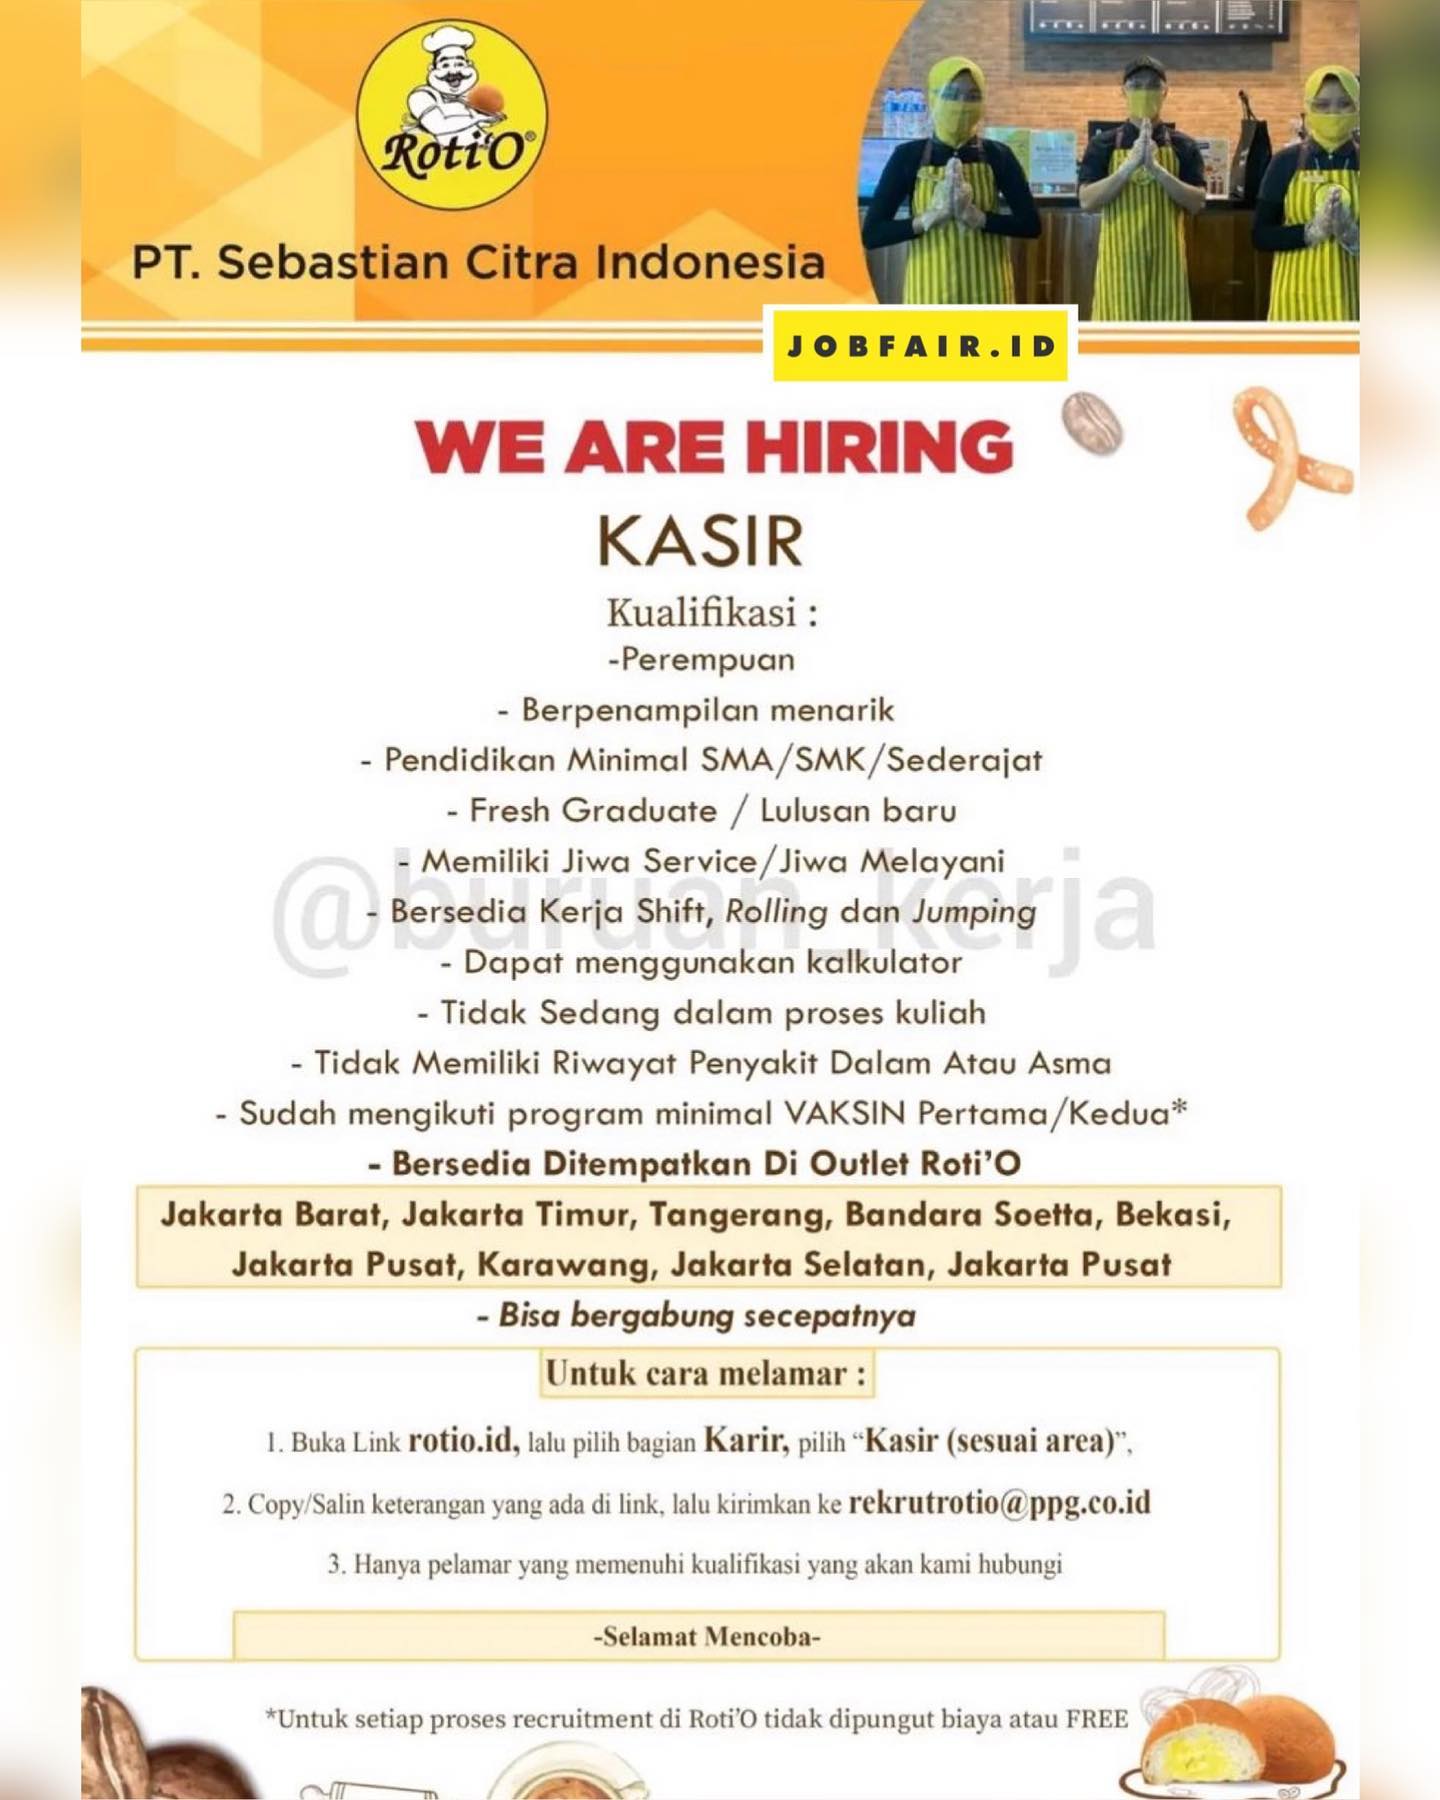 Roti'O®
PT. Sebastian Citra Indonesia
JOBFAIR.ID
WE ARE HIRING
KASIR
Kualifikasi :
-Perempuan
- Berpenampilan menarik
- Pendidikan Minimal SMA/SMK/Sederajat
- Fresh Graduate / Lulusan baru
- Memiliki Jiwa Service/Jiwa Melayani
@buruan_kerja
- Bersedia Kerja Shift, Rolling dan Jumping
- Dapat menggunakan kalkulator
- Tidak Sedang dalam proses kuliah
- Tidak Memiliki Riwayat Penyakit Dalam Atau Asma
- Sudah mengikuti program minimal VAKSIN Pertama/Kedua*
- Bersedia Ditempatkan Di Outlet Roti’O
Jakarta Barat, Jakarta Timur, Tangerang, Bandara Soetta, Bekasi,
Jakarta Pusat, Karawang, Jakarta Selatan, Jakarta Pusat
- Bisa bergabung secepatnya
Untuk cara melamar :
1. Buka Link rotio.id, lalu pilih bagian Karir, pilih “Kasir (sesuai area)”,
2. Copy/Salin keterangan yang ada di link, lalu kirimkan ke rekrutrotio@ppg.co.id
3. Hanya pelamar yang memenuhi kualifikasi yang akan kami hubungi
-Selamat Mencoba-
*Untuk setiap proses recruitment di Roti’O tidak dipungut biaya atau FREE